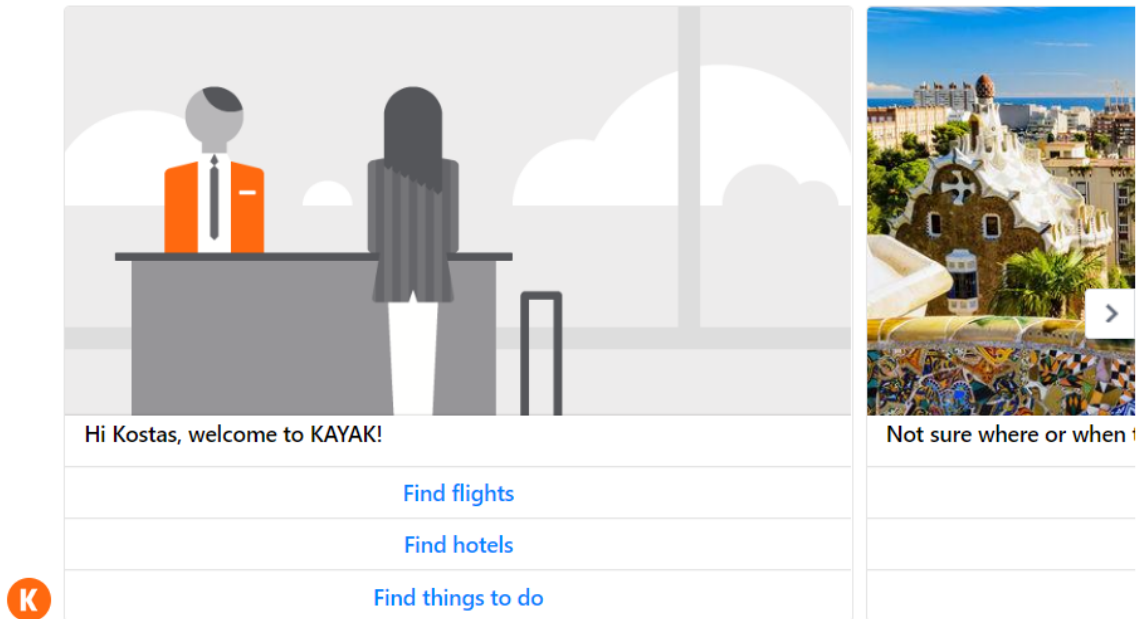 Hi Kostas, welcome to KAYAK!
Find flights
Find hotels
Find things to do
K
Not sure where or when